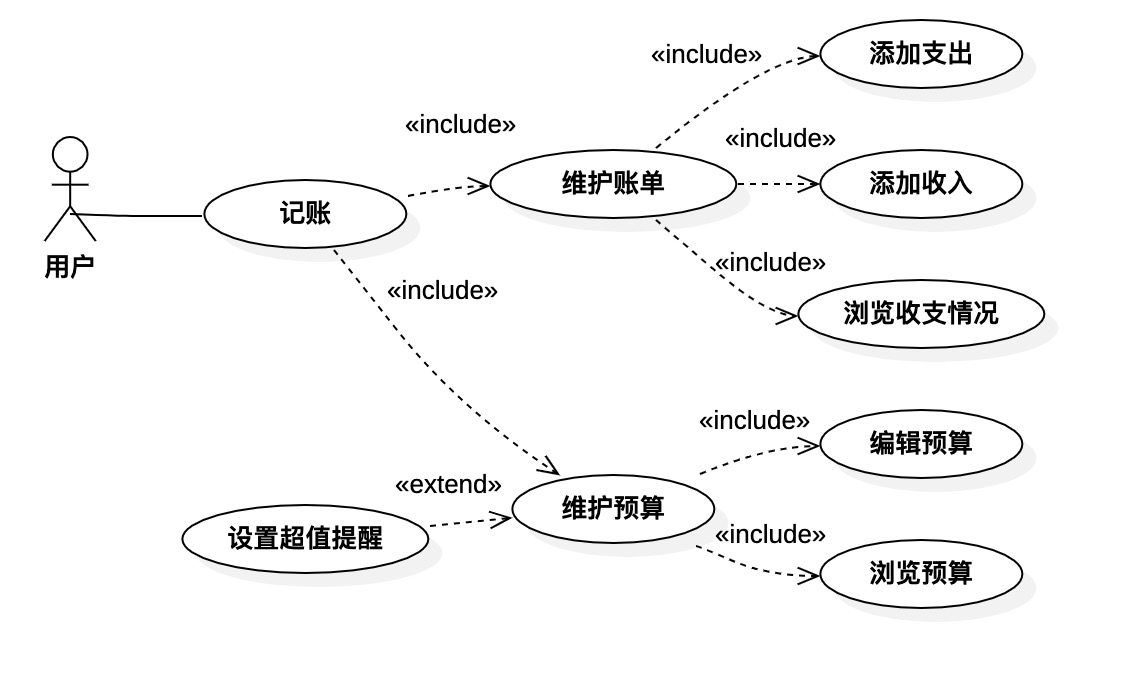 «include»
添加支出
«include»
«include»
维护账单
添加收入
记账
用户
«include»
«include»
浏览收支情况
«include»
编辑预算
«extend»
维护预算
设置超值提醒
«include»
浏览预算